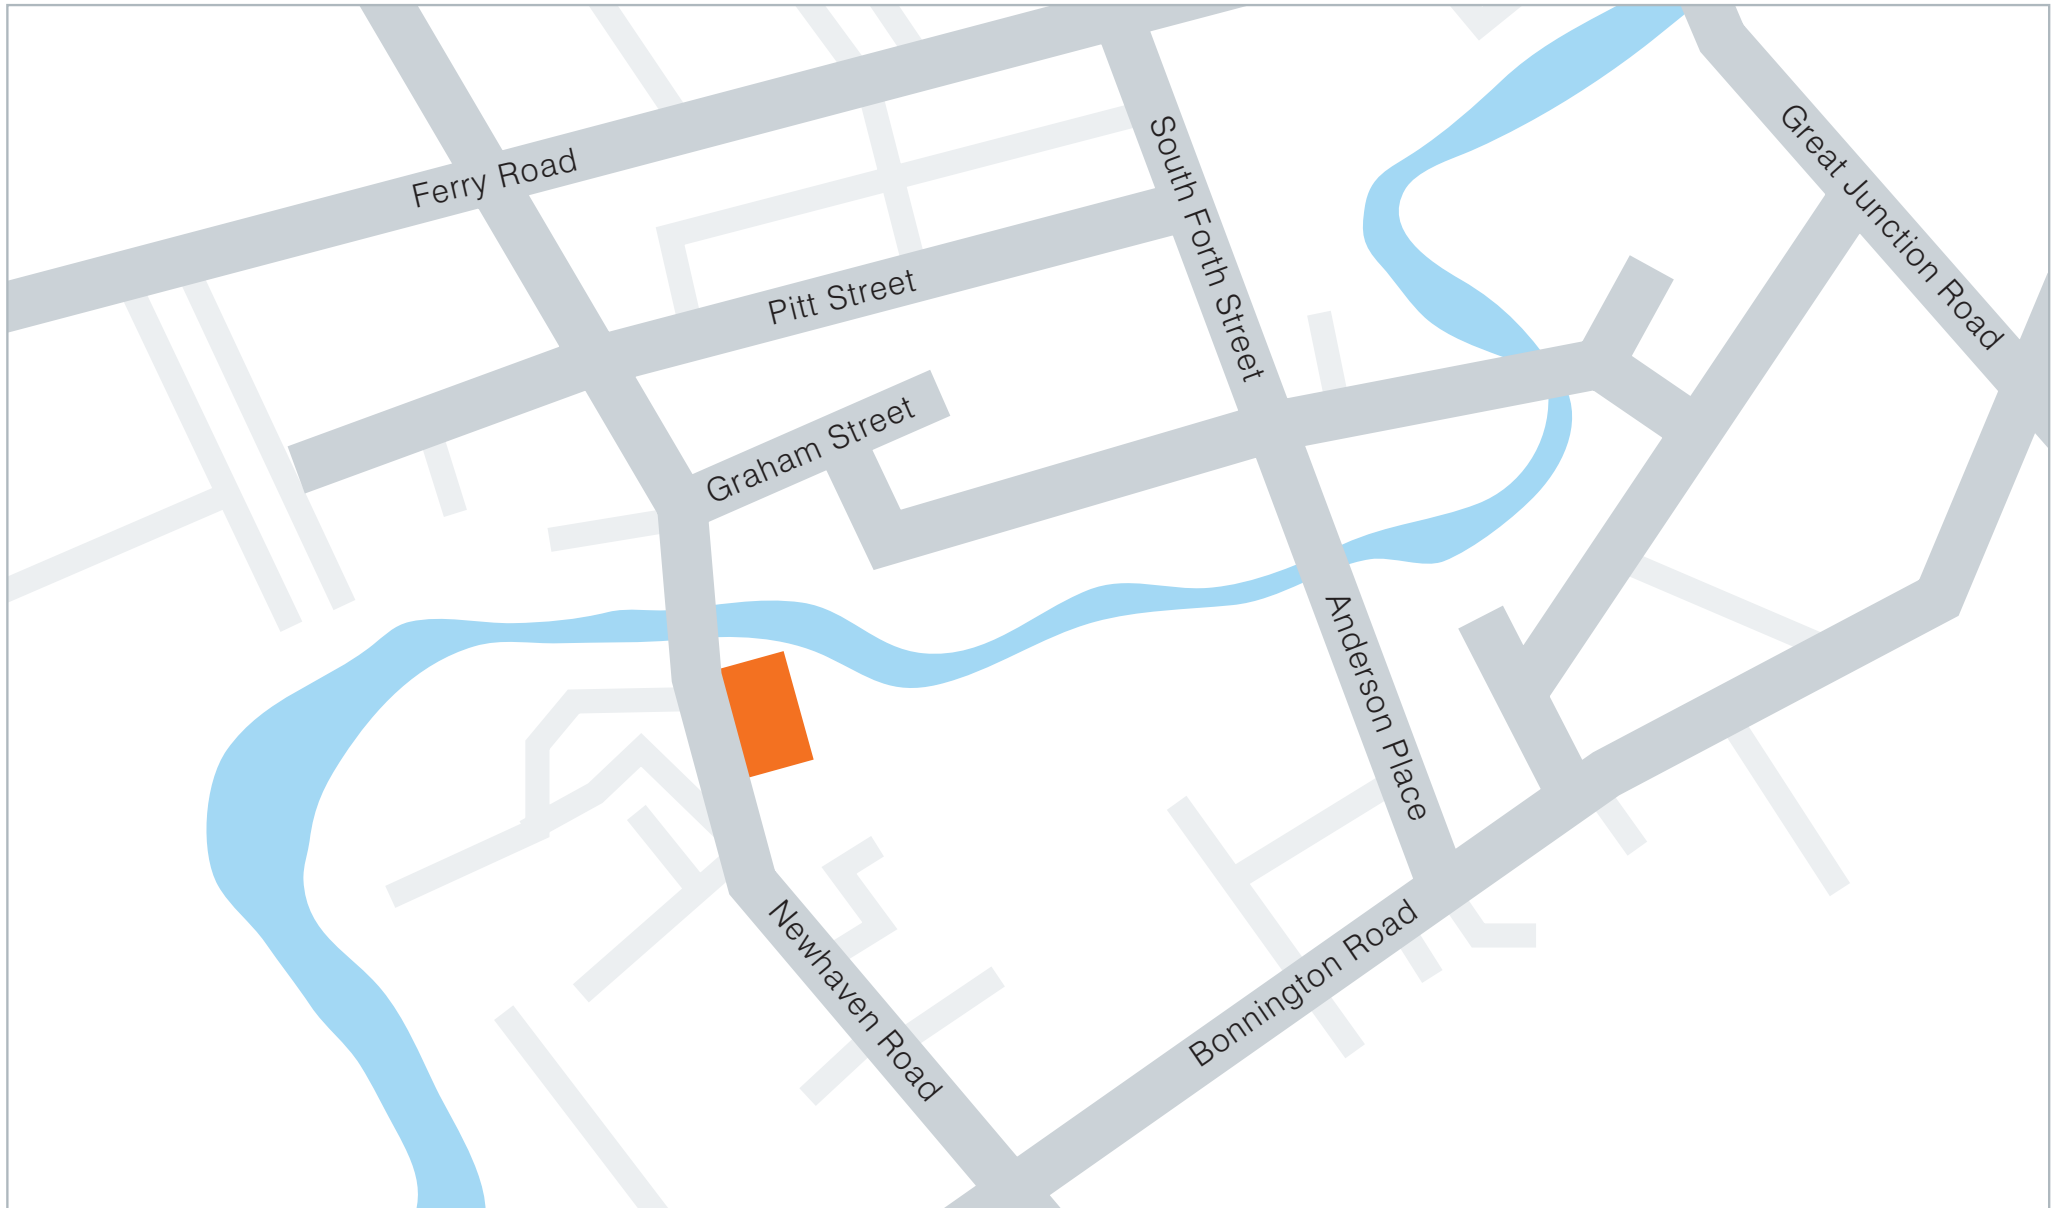 Ferry Road
South Forth Street
Great Junction Road
Pitt Street
Graham Street
Anderson Place
Newhaven Road
Bonnington Road